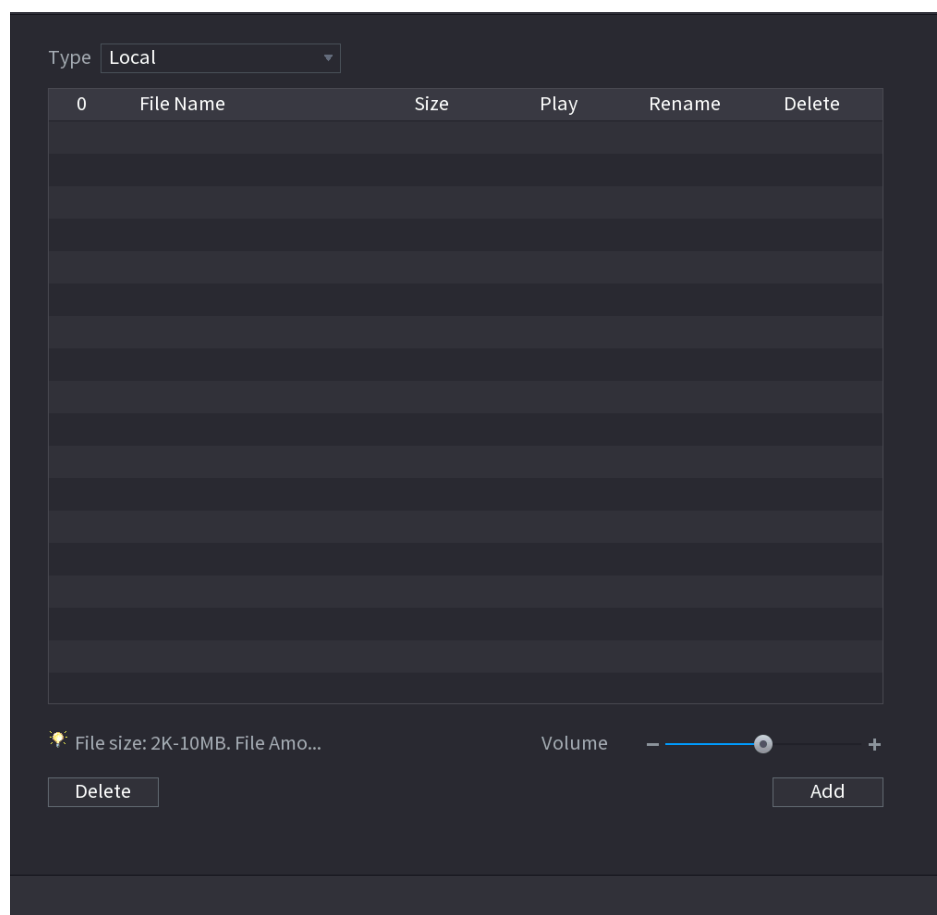 Type Local
0 File Name Size Play Rename Delete
File size: 2K-10MB. File Amo... Volume − +
Delete Add